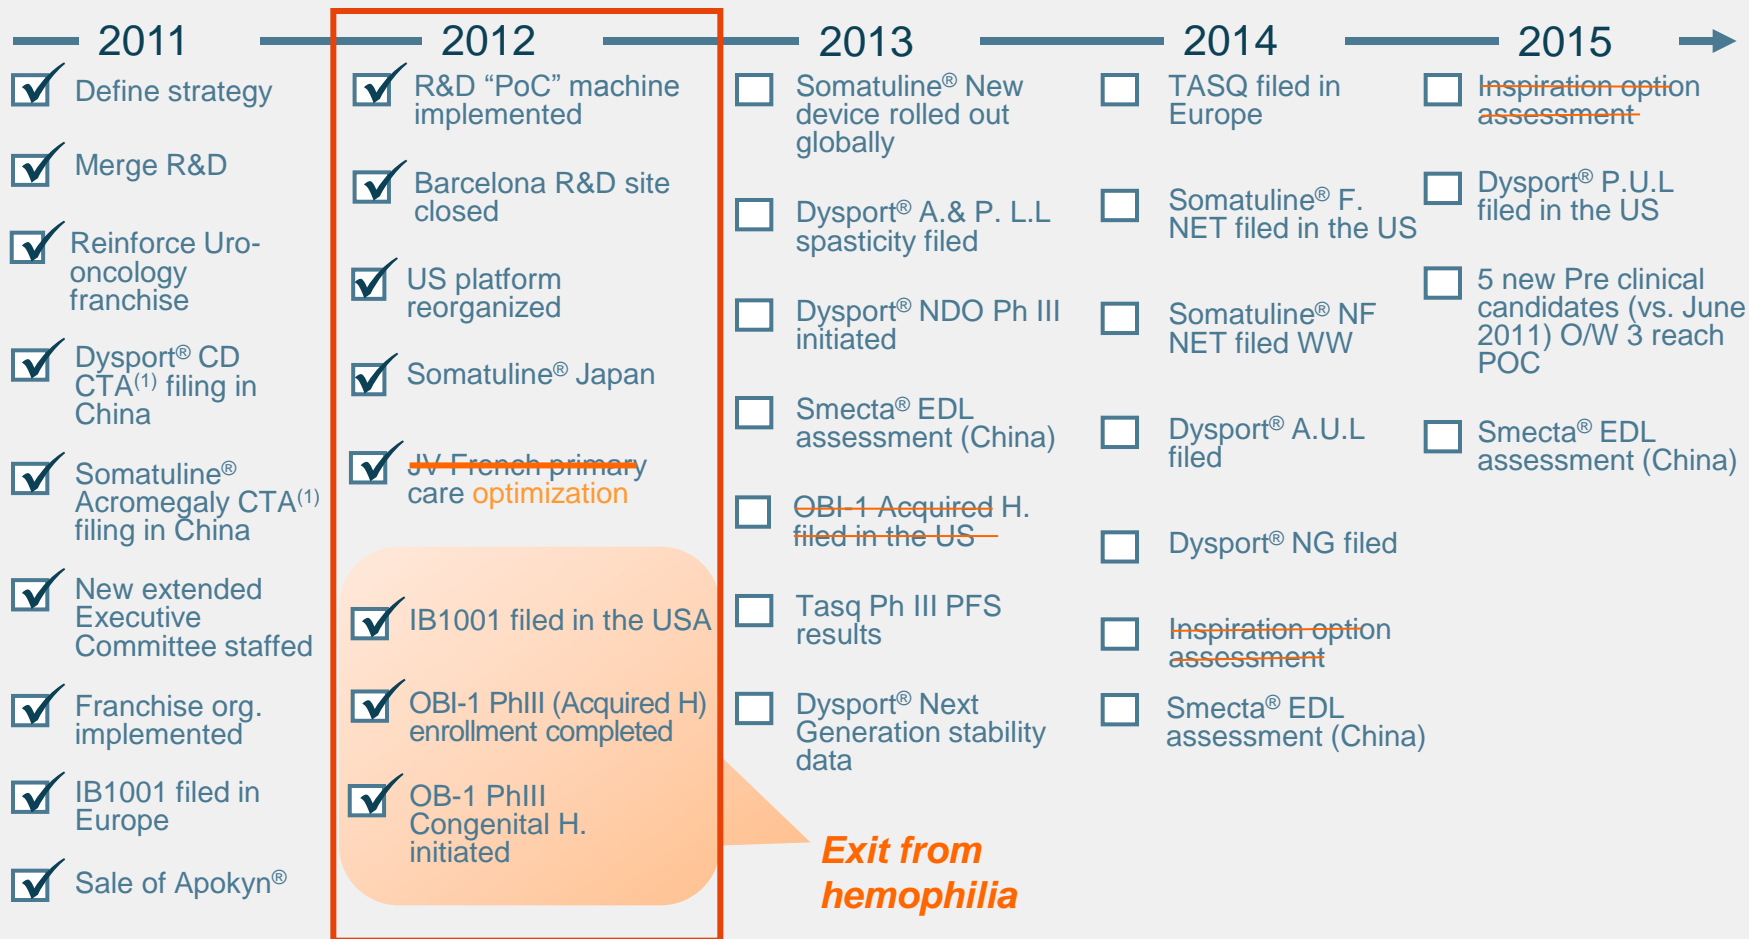 2011
Define strategy
Merge R&D
Reinforce Uro-
oncology
franchise
Dysport® CD
CTA(1) filing in
China
Somatuline®
Acromegaly CTA(1)
filing in China
New extended
Executive
Committee staffed
Franchise org.
implemented
IB1001 filed in
Europe
Sale of Apokyn®
2012
R&D “PoC” machine
implemented
Barcelona R&D site
closed
US platform
reorganized
Somatuline® Japan
JV French primary
care optimization
IB1001 filed in the USA
OBI-1 PhIII (Acquired H)
enrollment completed
OB-1 PhIII
Congenital H.
initiated
2013
Somatuline® New
device rolled out
globally
Dysport® A.& P. L.L
spasticity filed
Dysport® NDO Ph III
initiated
Smecta® EDL
assessment (China)
OBI-1 Acquired H.
filed in the US
Tasq Ph III PFS
results
Dysport® Next
Generation stability
data
Exit from
hemophilia
2014
TASQ filed in
Europe
Somatuline® F.
NET filed in the US
Somatuline® NF
NET filed WW
Dysport® A.U.L
filed
Dysport® NG filed
Inspiration option
assessment
Smecta® EDL
assessment (China)
2015
Inspiration option
assessment
Dysport® P.U.L
filed in the US
5 new Pre clinical
candidates (vs. June
2011) O/W 3 reach
POC
Smecta® EDL
assessment (China)